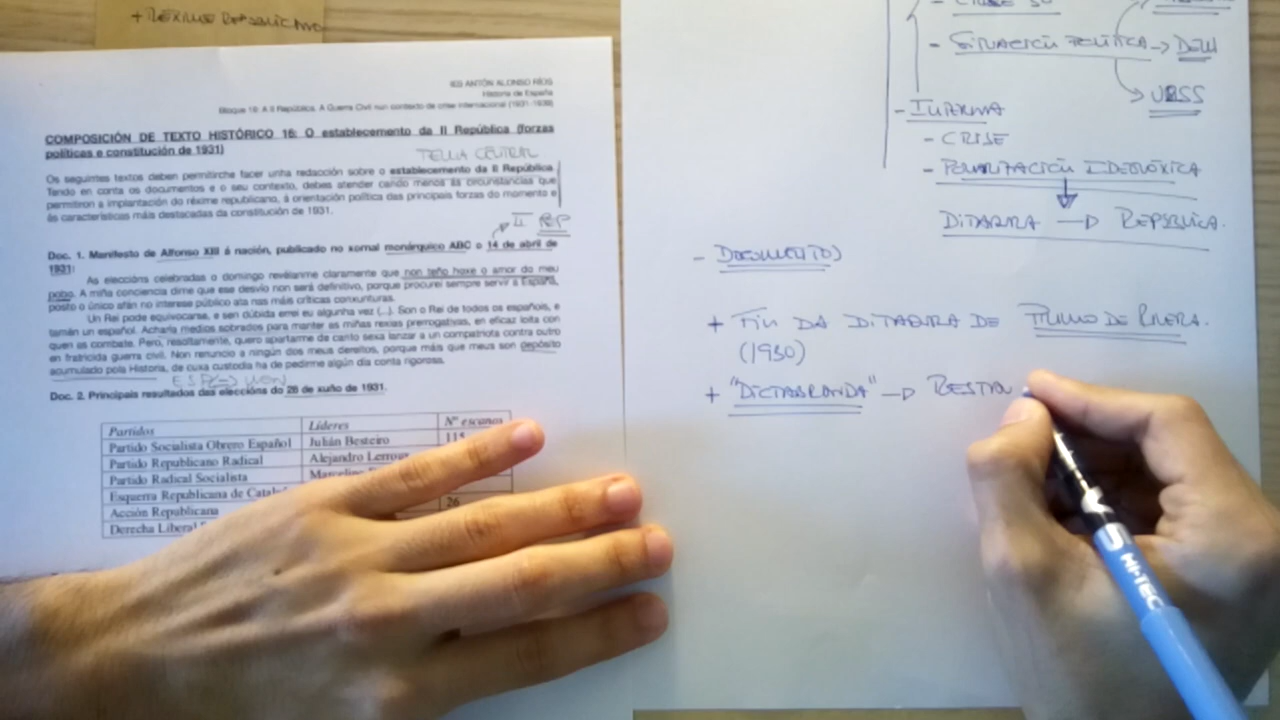 + RÉXIME REPUBLICANO
IES ANTÓN ALONSO RÍOS
Historia de España
Bloque 19: A II República. A Guerra Civil nun contexto de crise internacional (1931-1939)
COMPOSICIÓN DE TEXTO HISTÓRICO 16: O establecemento da II República (forzas
políticas e constitución de 1931)
TEMA CENTRAL
Os seguintes textos deben permitirche facer unha redacción sobre o establecemento da II República.
Tendo en conta os documentos e o seu contexto, debes atender cando menos ás circunstancias que
permitiron a implantación do réxime republicano, á orientación política das principais forzas do momento e
ás características máis destacadas da constitución de 1931.
II REP
Doc. 1. Manifesto de Alfonso XIII á nación, publicado no xornal monárquico ABC o 14 de abril de
1931:
As eleccións celebradas o domingo revélanme claramente que non teño hoxe o amor do meu
pobo. A miña conciencia dime que ese desvío non será definitivo, porque procurei sempre servir a España,
posto o único afán no interese público ata nas máis críticas conxunturas.
Un Rei pode equivocarse, e sen dúbida errei eu algunha vez (...). Son o Rei de todos os españois, e
tamén un español. Acharía medios sobrados para manter as miñas rexias prerrogativas, en eficaz loita con
quen as combate. Pero, resoltamente, quero apartarme de canto sexa lanzar a un compatriota contra outro
en fratricida guerra civil. Non renuncio a ningún dos meus dereitos, porque máis que meus son depósito
acumulado pola Historia, de cuxa custodia ha de pedirme algún día conta rigorosa.
Doc. 2. Principais resultados das eleccións do 28 de xuño de 1931.
Partidos Líderes Nº escanos
Partido Socialista Obrero Español Julián Besteiro 115
Partido Republicano Radical Alejandro Lerrou
Partido Radical Socialista Marcelino
Esquerra Republicana de Catalu
Acción Republicana 26
Derecha Liberal
- CRISE
- SITUACIÓN POLÍTICA -> EEUU
URSS
- INTERNA
- CRISE
- POLARIZACIÓN IDEOLÓXICA
DITADURA -> REPÚBLICA.
- DOCUMENTO)
+ FIN DA DITADURA DE PRIMO DE RIVERA.
(1930)
+ "DICTABLANDA" -> RESTAU
HI-TEC